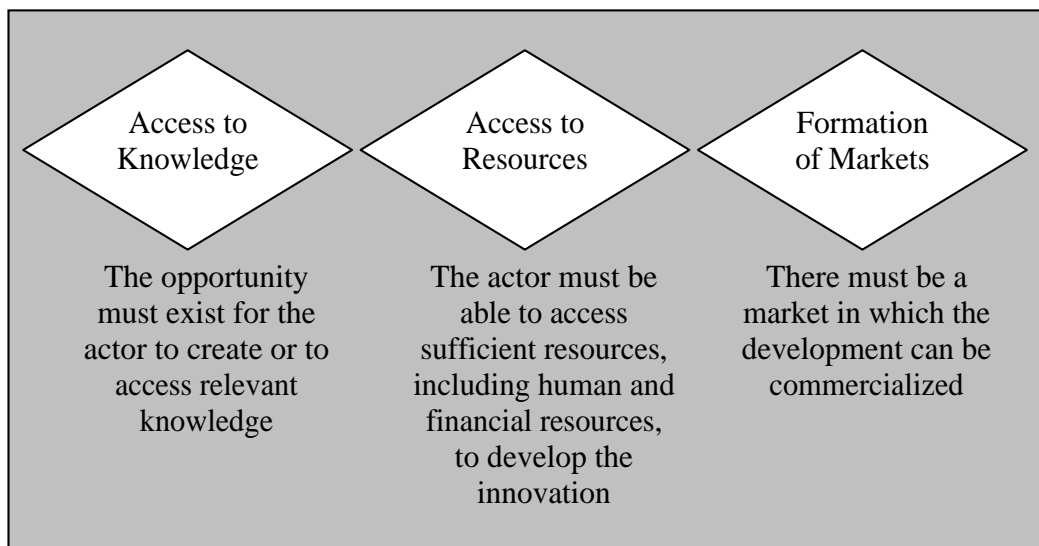 Access to
Knowledge
The opportunity
must exist for the
actor to create or to
access relevant
knowledge
Access to
Resources
The actor must be
able to access
sufficient resources,
including human and
financial resources,
to develop the
innovation
Formation
of Markets
There must be a
market in which the
development can be
commercialized